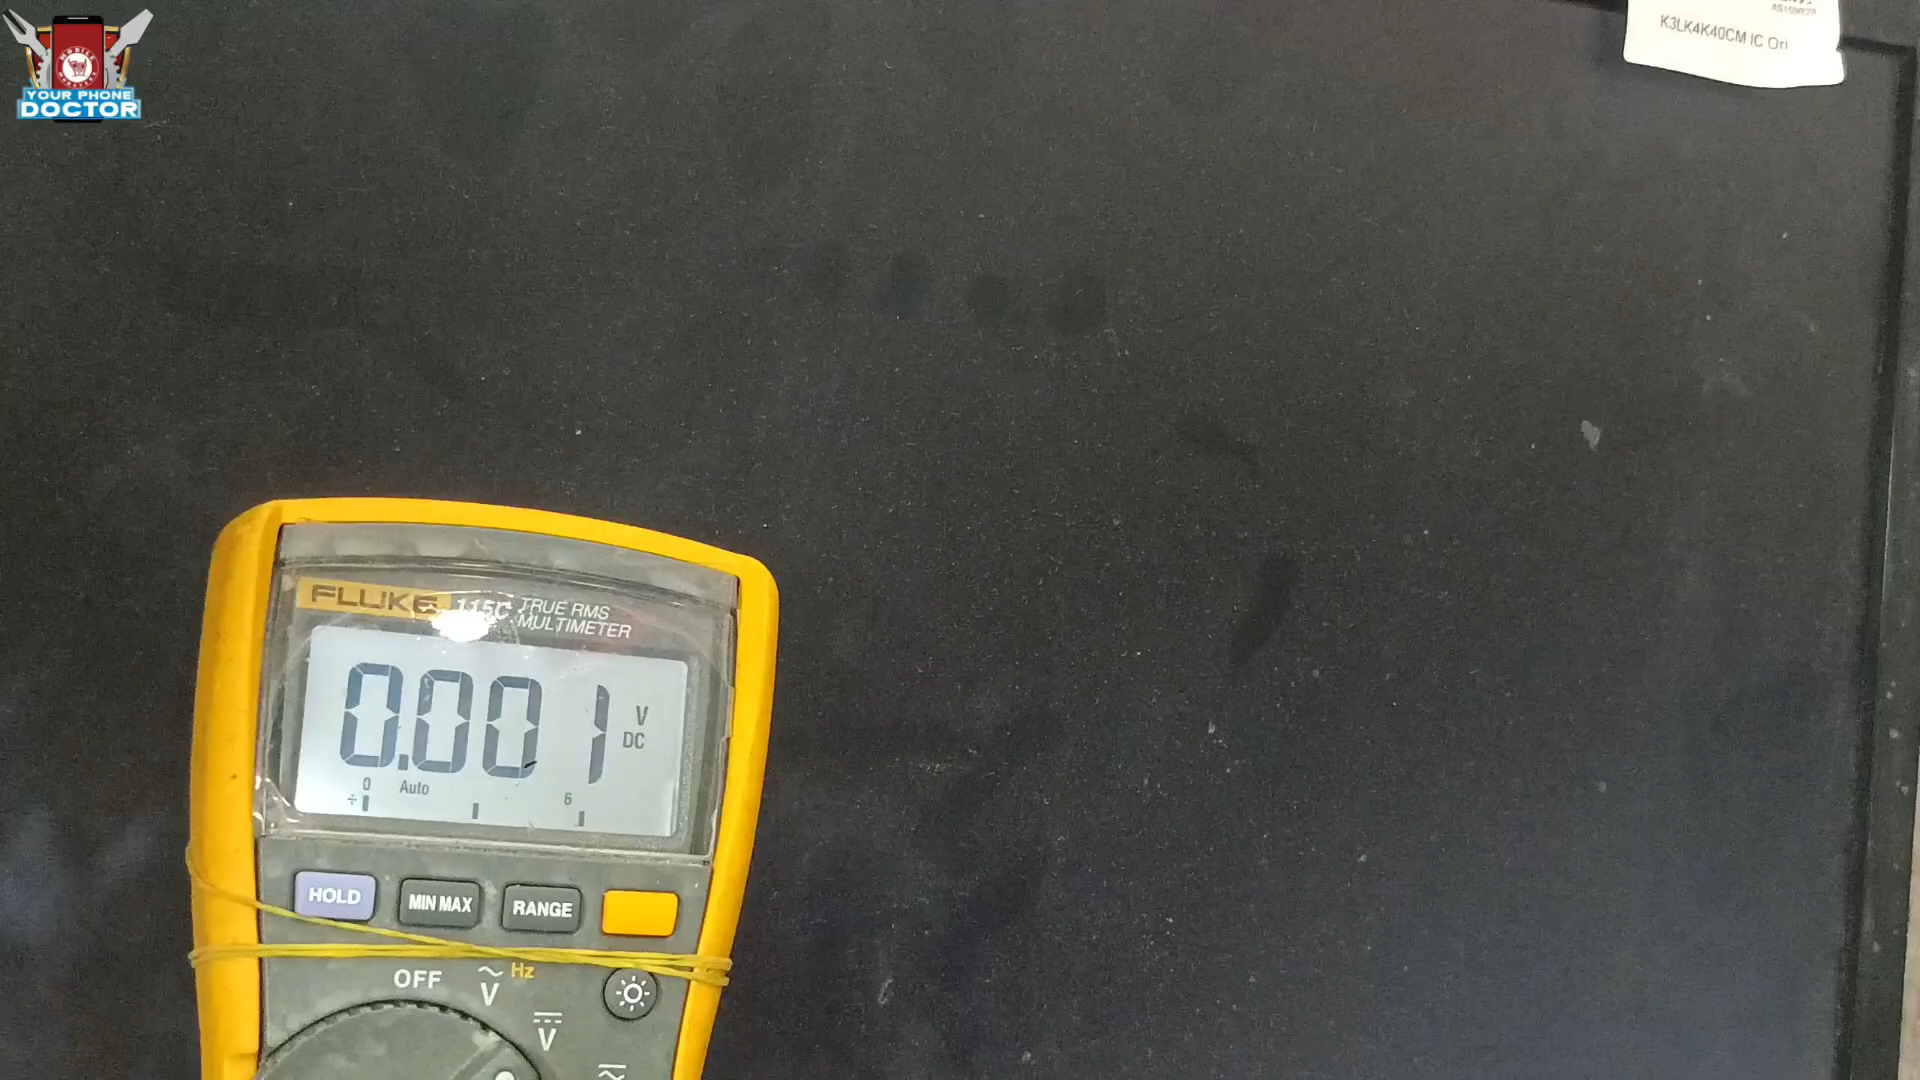 YOUR PHONE
DOCTOR
K3LK4K40CM IC Ori
FLUKE 115C TRUE RMS
MULTIMETER
0.001 V
DC
0 Auto 6
HOLD MIN MAX RANGE
OFF V Hz
V